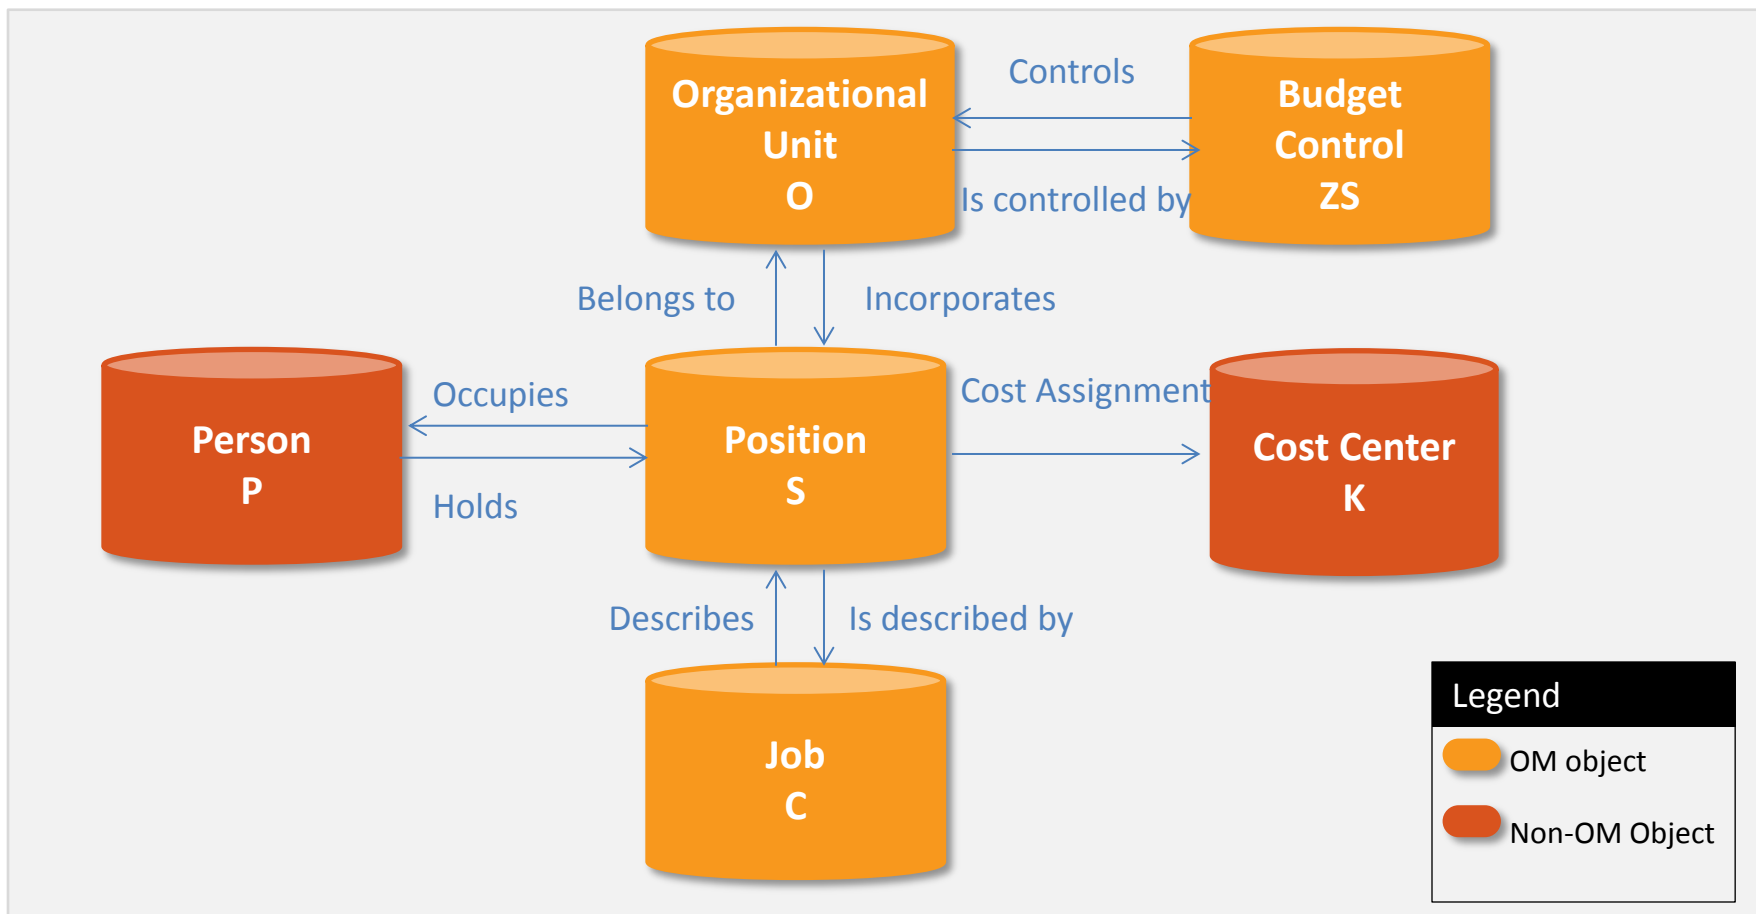 Organizational
Unit
O
Controls
Is controlled by
Budget
Control
ZS
Belongs to
Incorporates
Person
P
Occupies
Holds
Position
S
Cost Assignment
Cost Center
K
Describes
Is described by
Job
C
Legend
OM object
Non-OM Object